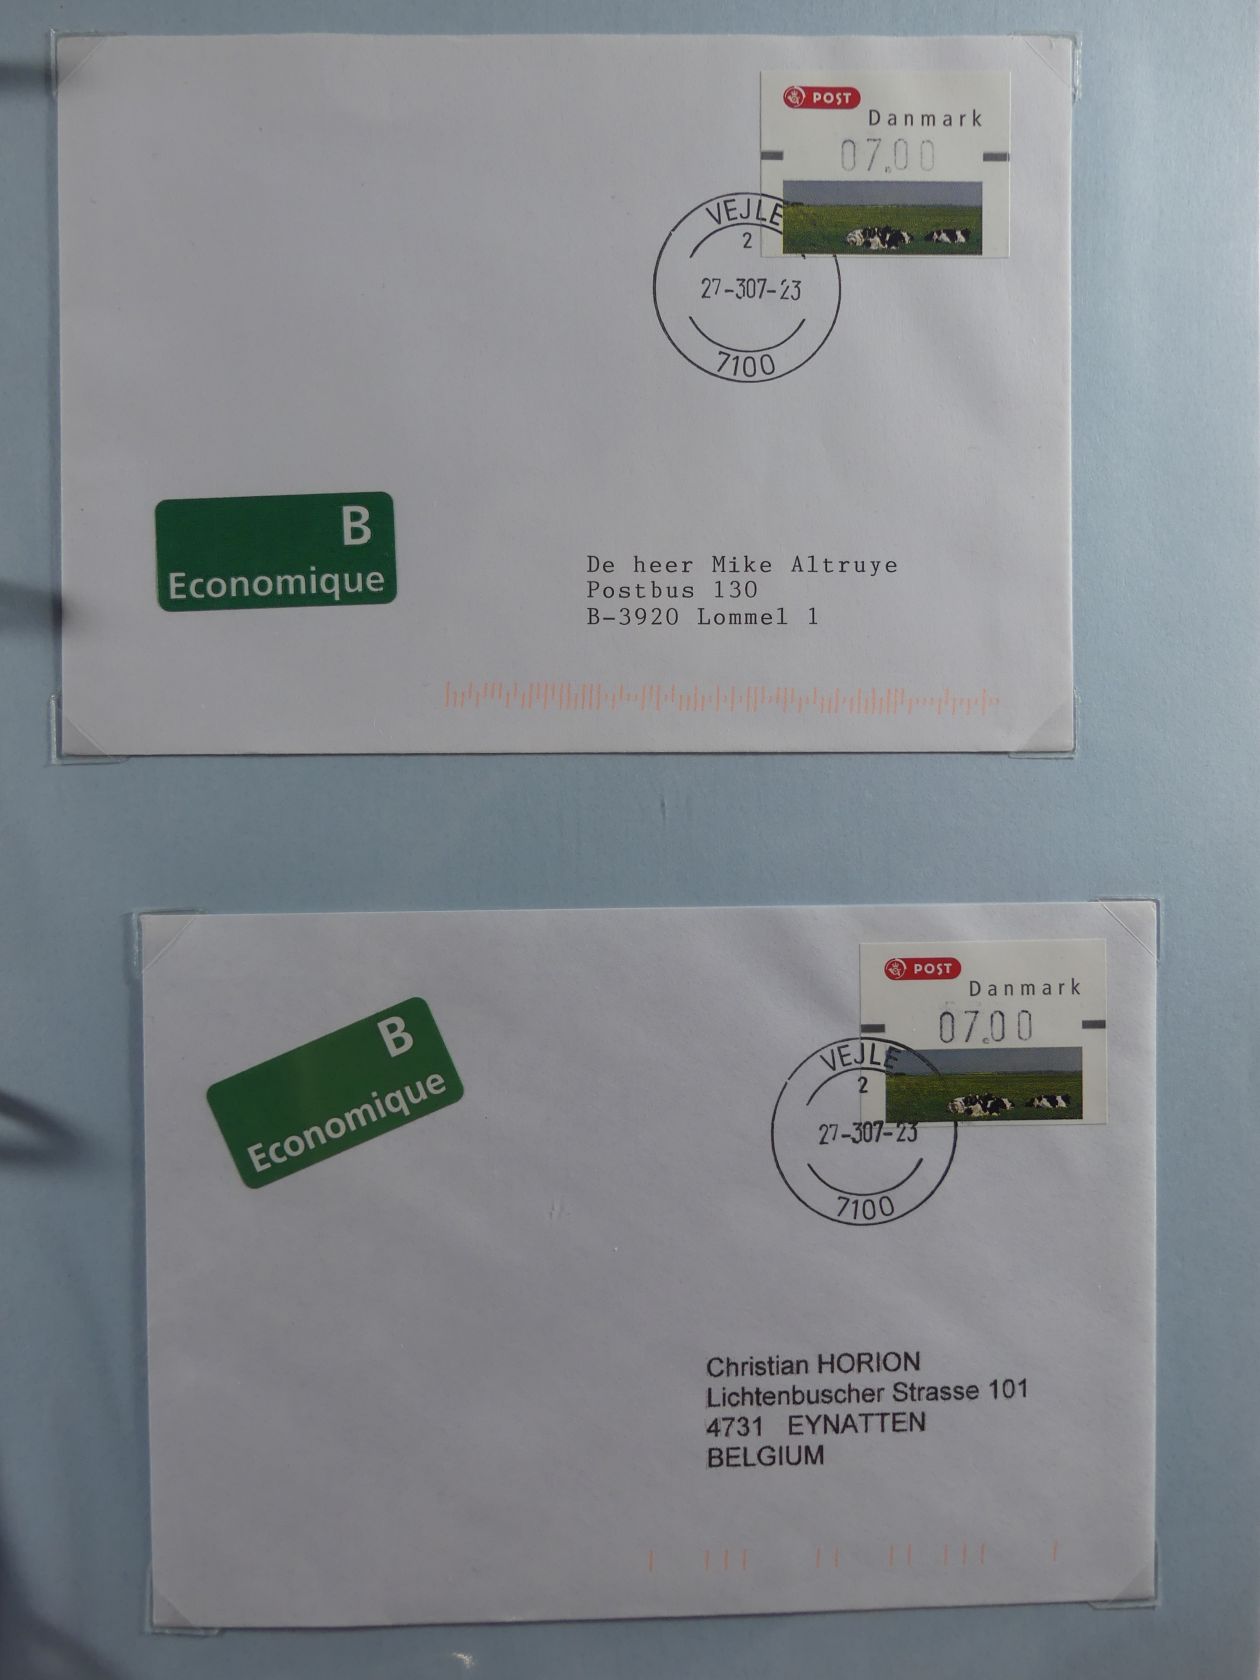 POST
Danmark
07.00
VEJLE
2
27-307-23
7100
B
Economique
De heer Mike Altruye
Postbus 130
B-3920 Lommel 1
POST
Danmark
07.00
B
Economique
VEJLE
2
27-307-23
7100
Christian HORION
Lichtenbuscher Strasse 101
4731 EYNATTEN
BELGIUM